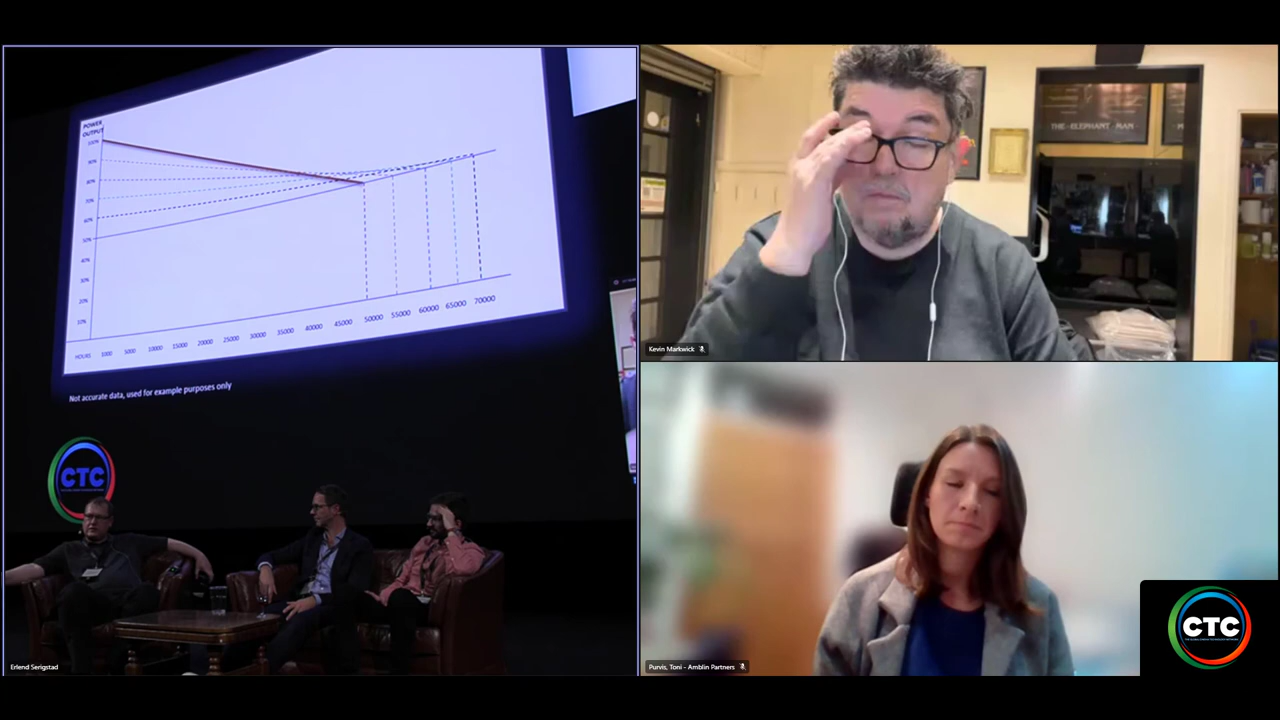 POWER
OUTPUT
100%
90%
80%
70%
60%
50%
40%
30%
20%
10%
HOURS 1000 5000 10000 15000 20000 25000 30000 35000 40000 45000 50000 55000 60000 65000 70000
Not accurate data, used for example purposes only
CTC
Erlend Serigstad
THE ELEPHANT MAN
Kevin Markwick
Purvis, Toni - Amblin Partners
CTC